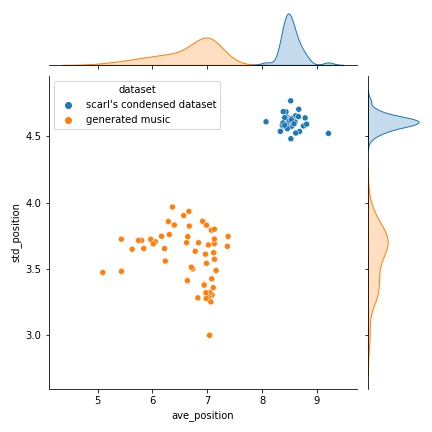 dataset
scarl's condensed dataset
generated music
4.5
4.0
3.5
3.0
std_position
5 6 7 8 9
ave_position